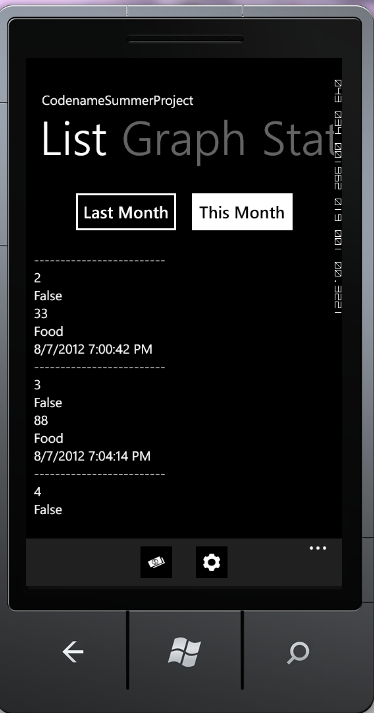 CodenameSummerProject
List Graph Stat
Last Month This Month
-------------------------
2
False
33
Food
8/7/2012 7:00:42 PM
-------------------------
3
False
88
Food
8/7/2012 7:04:14 PM
-------------------------
4
False